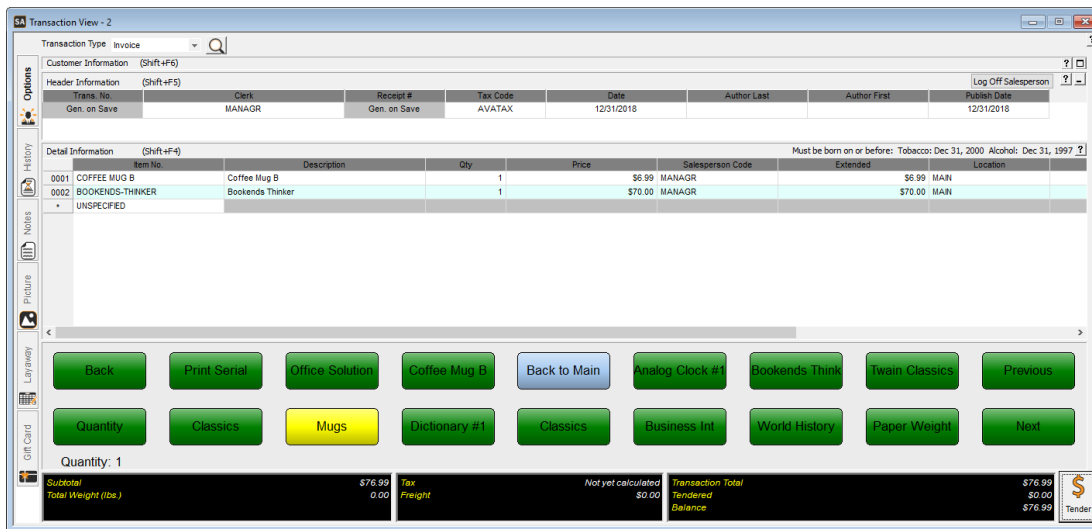 SA Transaction View - 2
Transaction Type Invoice
Customer Information (Shift+F6) ?
Header Information (Shift+F5) Log Off Salesperson ?
Trans. No. Clerk Receipt # Tax Code Date Author Last Author First Publish Date
Gen. on Save MANAGR Gen. on Save AVATAX 12/31/2018 12/31/2018
Detail Information (Shift+F4) Must be born on or before: Tobacco: Dec 31, 2000 Alcohol: Dec 31, 1997 ?
Item No. Description Qty Price Salesperson Code Extended Location
0001 COFFEE MUG B Coffee Mug B 1 $6.99 MANAGR $6.99 MAIN
0002 BOOKENDS-THINKER Bookends Thinker 1 $70.00 MANAGR $70.00 MAIN
* UNSPECIFIED
Options
History
Notes
Picture
Layaway
Gift Card
Back Print Serial Office Solution Coffee Mug B Back to Main Analog Clock #1 Bookends Think Twain Classics Previous
Quantity Classics Mugs Dictionary #1 Classics Business Int World History Paper Weight Next
Quantity: 1
Subtotal $76.99 Tax Not yet calculated Transaction Total $76.99
Total Weight (lbs.) 0.00 Freight $0.00 Tendered $0.00
Balance $76.99
$ Tender